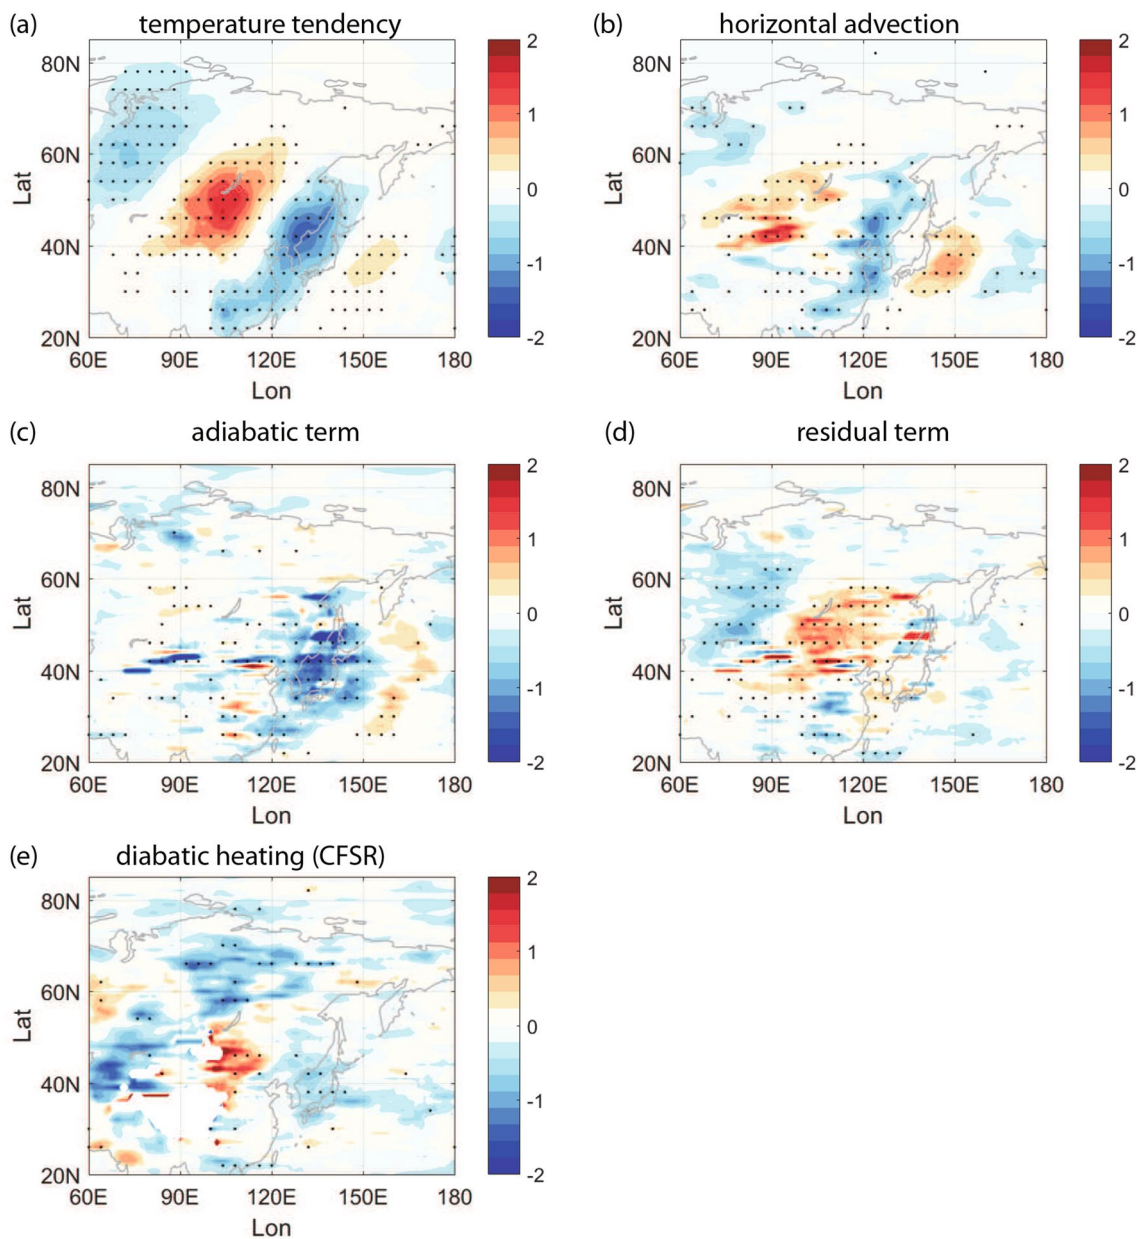 (a) temperature tendency
80N
60N
40N
20N
Lat
60E 90E 120E 150E 180
Lon
2
1
0
-1
-2
(b) horizontal advection
80N
60N
40N
20N
Lat
60E 90E 120E 150E 180
Lon
2
1
0
-1
-2
(c) adiabatic term
80N
60N
40N
20N
Lat
60E 90E 120E 150E 180
Lon
2
1
0
-1
-2
(d) residual term
80N
60N
40N
20N
Lat
60E 90E 120E 150E 180
Lon
2
1
0
-1
-2
(e) diabatic heating (CFSR)
80N
60N
40N
20N
Lat
60E 90E 120E 150E 180
Lon
2
1
0
-1
-2